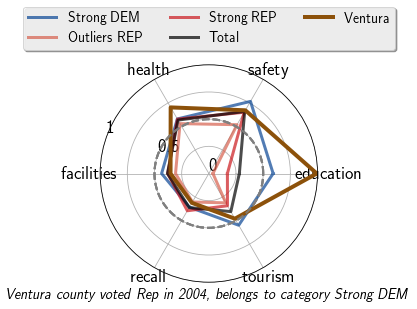 Strong DEM Strong REP Ventura
Outliers REP Total
health safety
1
0.5
0
facilities education
recall tourism
Ventura county voted Rep in 2004, belongs to category Strong DEM